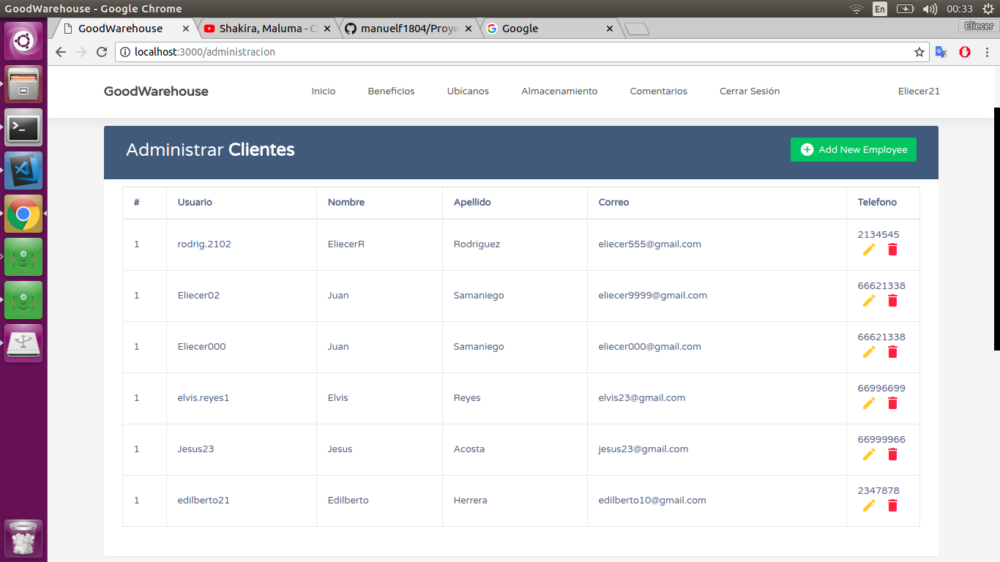 GoodWarehouse - Google Chrome
En
00:33
GoodWarehouse
Shakira, Maluma - C
manuelf1804/Proye
Google
Eliecer
localhost:3000/administracion
GoodWarehouse
Inicio
Beneficios
Ubícanos
Almacenamiento
Comentarios
Cerrar Sesión
Eliecer21
Administrar Clientes
Add New Employee
# Usuario Nombre Apellido Correo Telefono
1 rodrig.2102 EliecerR Rodriguez eliecer555@gmail.com 2134545
1 Eliecer02 Juan Samaniego eliecer9999@gmail.com 66621338
1 Eliecer000 Juan Samaniego eliecer000@gmail.com 66621338
1 elvis.reyes1 Elvis Reyes elvis23@gmail.com 66996699
1 Jesus23 Jesus Acosta jesus23@gmail.com 66999966
1 edilberto21 Edilberto Herrera edilberto10@gmail.com 2347878